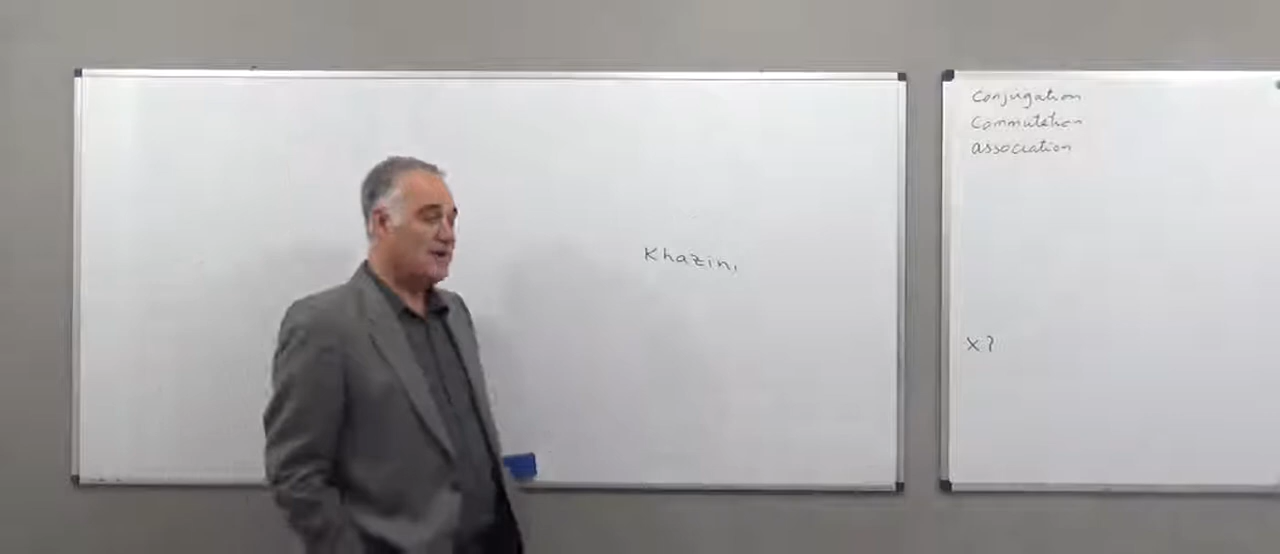 Khazini
Conjugation
Commutation
association
x?